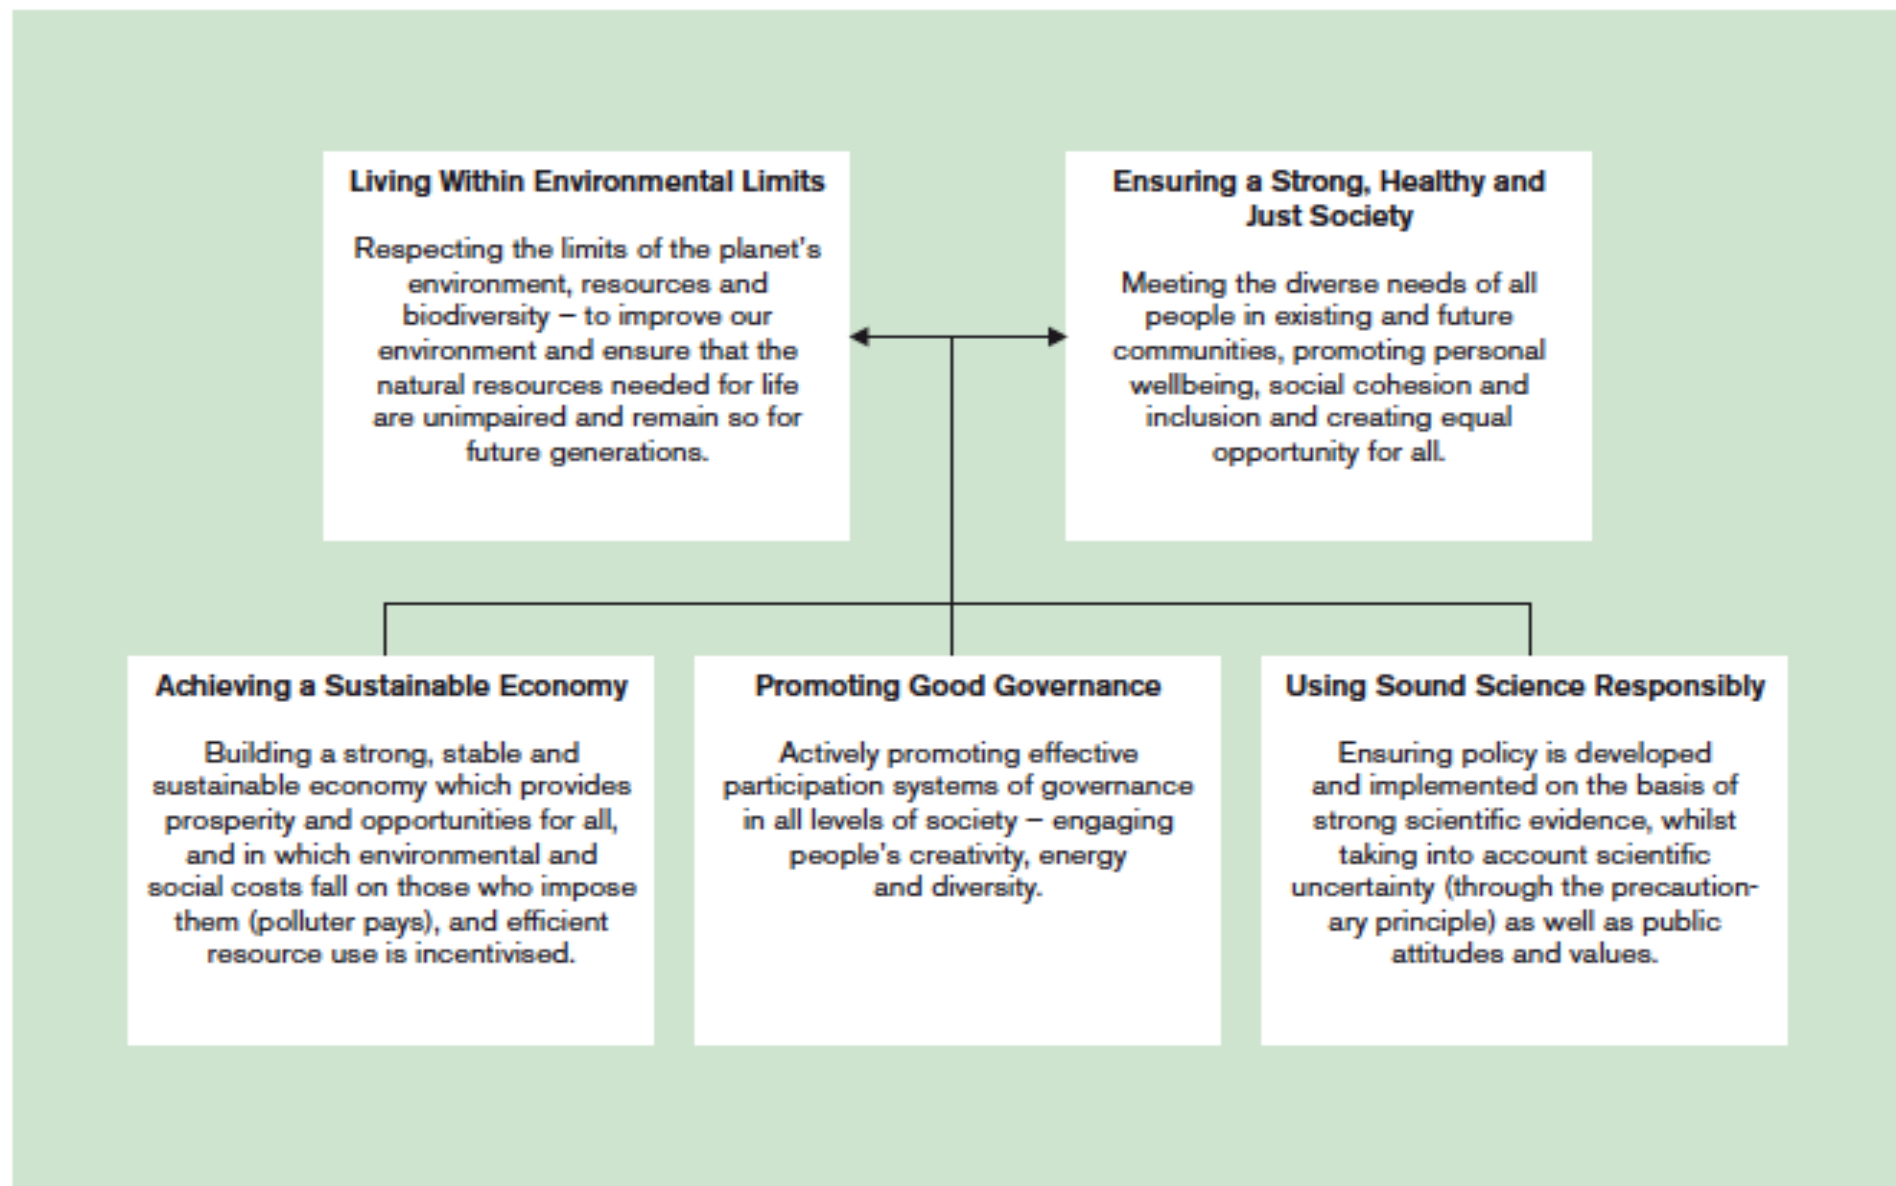 Living Within Environmental Limits
Respecting the limits of the planet's
environment, resources and
biodiversity – to improve our
environment and ensure that the
natural resources needed for life
are unimpaired and remain so for
future generations.
Ensuring a Strong, Healthy and
Just Society
Meeting the diverse needs of all
people in existing and future
communities, promoting personal
wellbeing, social cohesion and
inclusion and creating equal
opportunity for all.
Achieving a Sustainable Economy
Building a strong, stable and
sustainable economy which provides
prosperity and opportunities for all,
and in which environmental and
social costs fall on those who impose
them (polluter pays), and efficient
resource use is incentivised.
Promoting Good Governance
Actively promoting effective
participation systems of governance
in all levels of society – engaging
people's creativity, energy
and diversity.
Using Sound Science Responsibly
Ensuring policy is developed
and implemented on the basis of
strong scientific evidence, whilst
taking into account scientific
uncertainty (through the precaution-
ary principle) as well as public
attitudes and values.